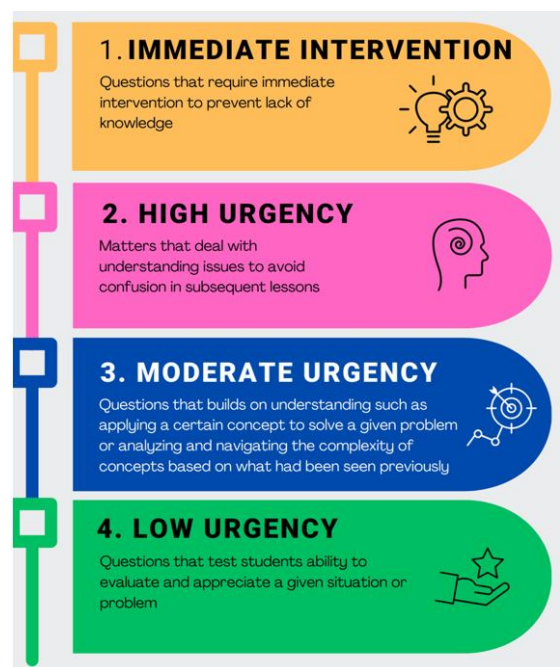 1. IMMEDIATE INTERVENTION
Questions that require immediate
intervention to prevent lack of
knowledge
2. HIGH URGENCY
Matters that deal with
understanding issues to avoid
confusion in subsequent lessons
3. MODERATE URGENCY
Questions that builds on understanding such as
applying a certain concept to solve a given problem
or analyzing and navigating the complexity of
concepts based on what had been seen previously
4. LOW URGENCY
Questions that test students ability to
evaluate and appreciate a given situation or
problem